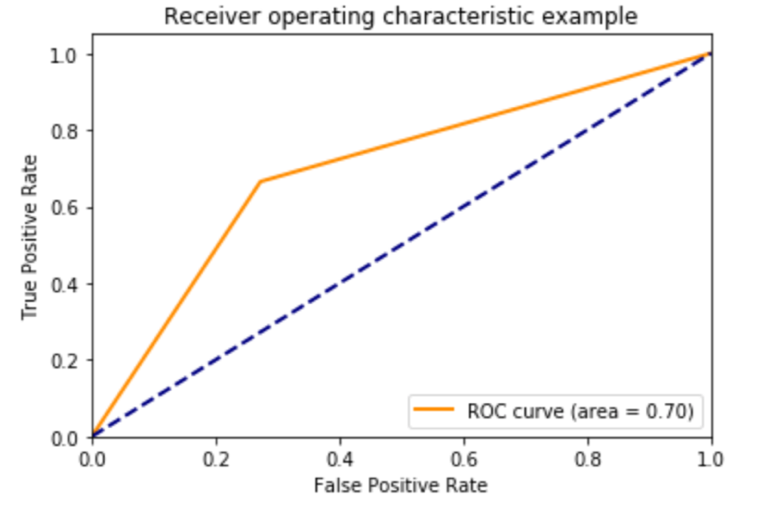 Receiver operating characteristic example
1.0
0.8
0.6
0.4
0.2
0.0
True Positive Rate
ROC curve (area = 0.70)
0.0 0.2 0.4 0.6 0.8 1.0
False Positive Rate